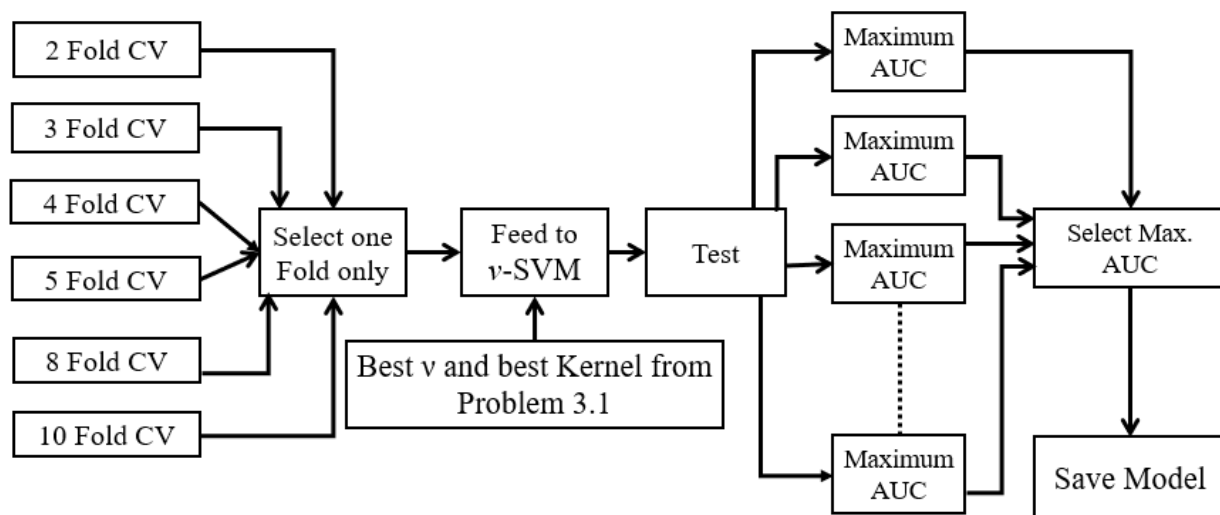 2 Fold CV
3 Fold CV
4 Fold CV
5 Fold CV
8 Fold CV
10 Fold CV
Select one
Fold only
Feed to
ν-SVM
Best ν and best Kernel from
Problem 3.1
Test
Maximum
AUC
Maximum
AUC
Maximum
AUC
Maximum
AUC
Select Max.
AUC
Save Model